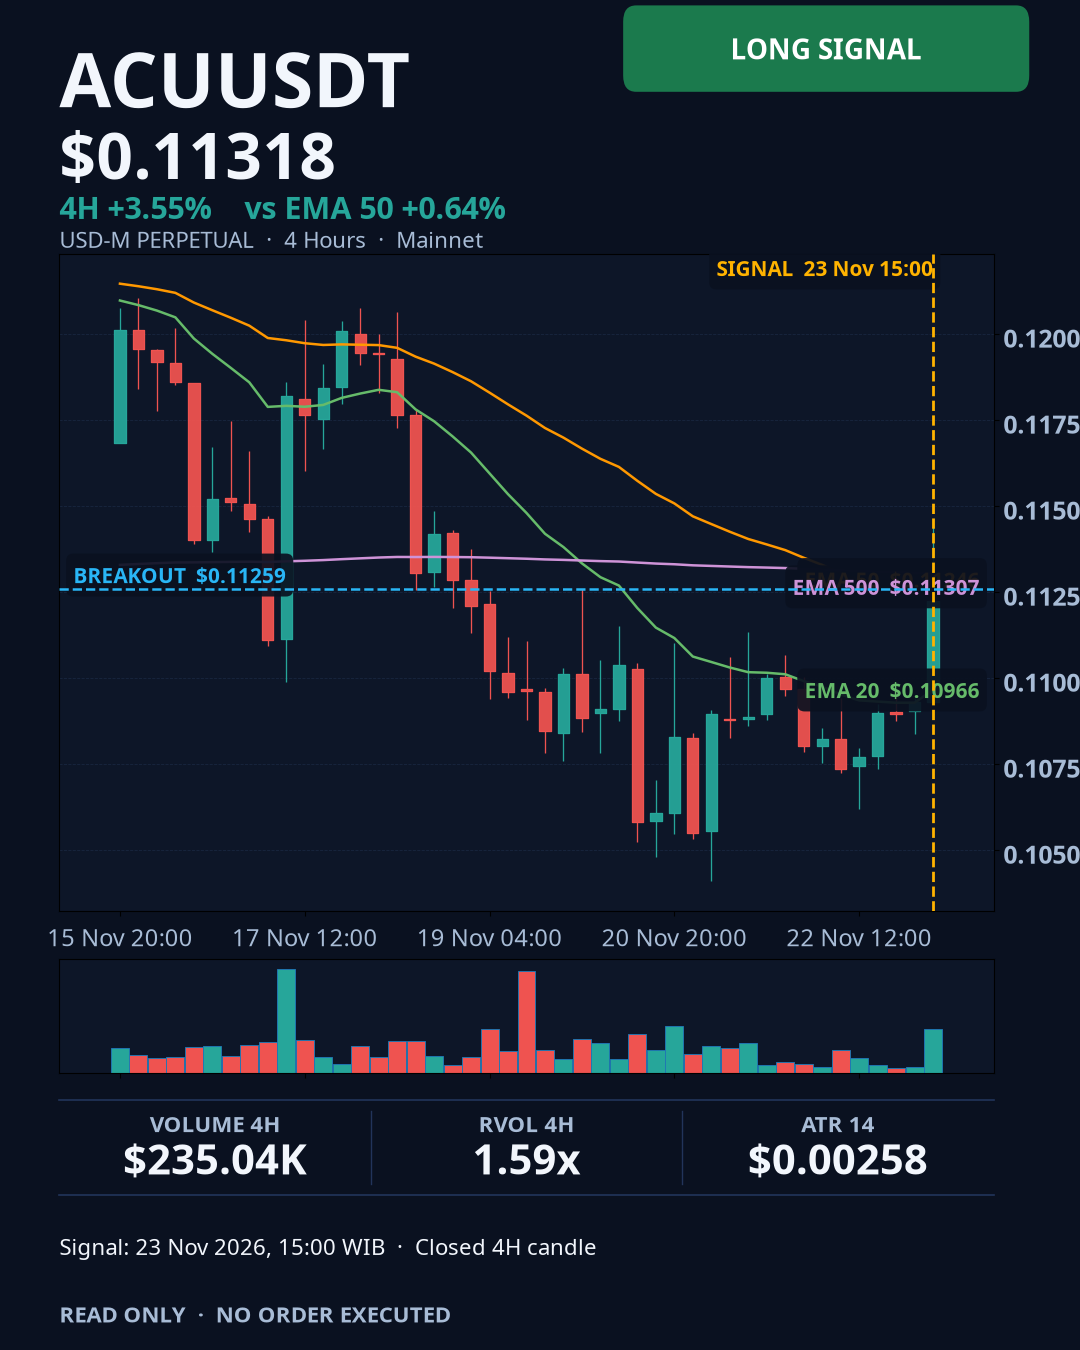 LONG SIGNAL
ACUUSDT
$0.11318
4H +3.55% vs EMA 50 +0.64%
USD-M PERPETUAL · 4 Hours · Mainnet
SIGNAL 23 Nov 15:00
0.1200
0.1175
0.1150
BREAKOUT $0.11259
EMA 500 $0.11307
0.1125
0.1100
EMA 20 $0.10966
0.1075
0.1050
15 Nov 20:00 17 Nov 12:00 19 Nov 04:00 20 Nov 20:00 22 Nov 12:00
VOLUME 4H RVOL 4H ATR 14
$235.04K 1.59x $0.00258
Signal: 23 Nov 2026, 15:00 WIB · Closed 4H candle
READ ONLY · NO ORDER EXECUTED